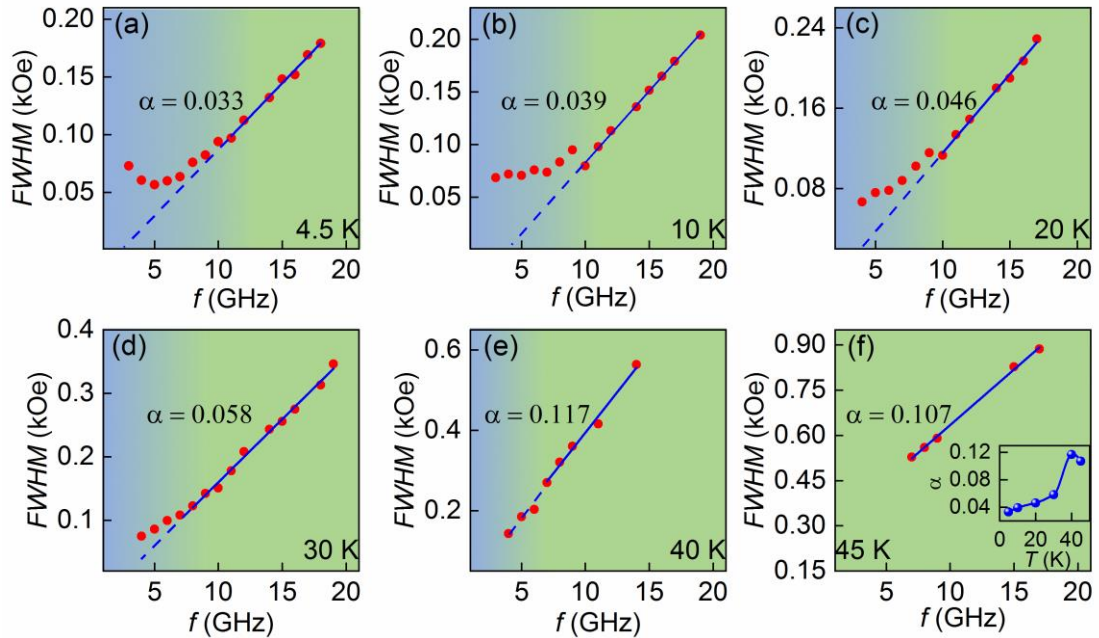 (a)
0.20
0.15
0.10
0.05
FWHM (kOe)
α = 0.033
4.5 K
5 10 15 20
f (GHz)
(b)
0.20
0.15
0.10
0.05
0.00
FWHM (kOe)
α = 0.039
10 K
5 10 15 20
f (GHz)
(c)
0.24
0.16
0.08
FWHM (kOe)
α = 0.046
20 K
5 10 15 20
f (GHz)
(d)
0.4
0.3
0.2
0.1
FWHM (kOe)
α = 0.058
30 K
5 10 15 20
f (GHz)
(e)
0.6
0.4
0.2
FWHM (kOe)
α = 0.117
40 K
5 10 15 20
f (GHz)
(f)
0.90
0.75
0.60
0.45
0.30
0.15
FWHM (kOe)
α = 0.107
45 K
0.12
0.08
0.04
α
0 20 40
T (K)
5 10 15 20
f (GHz)